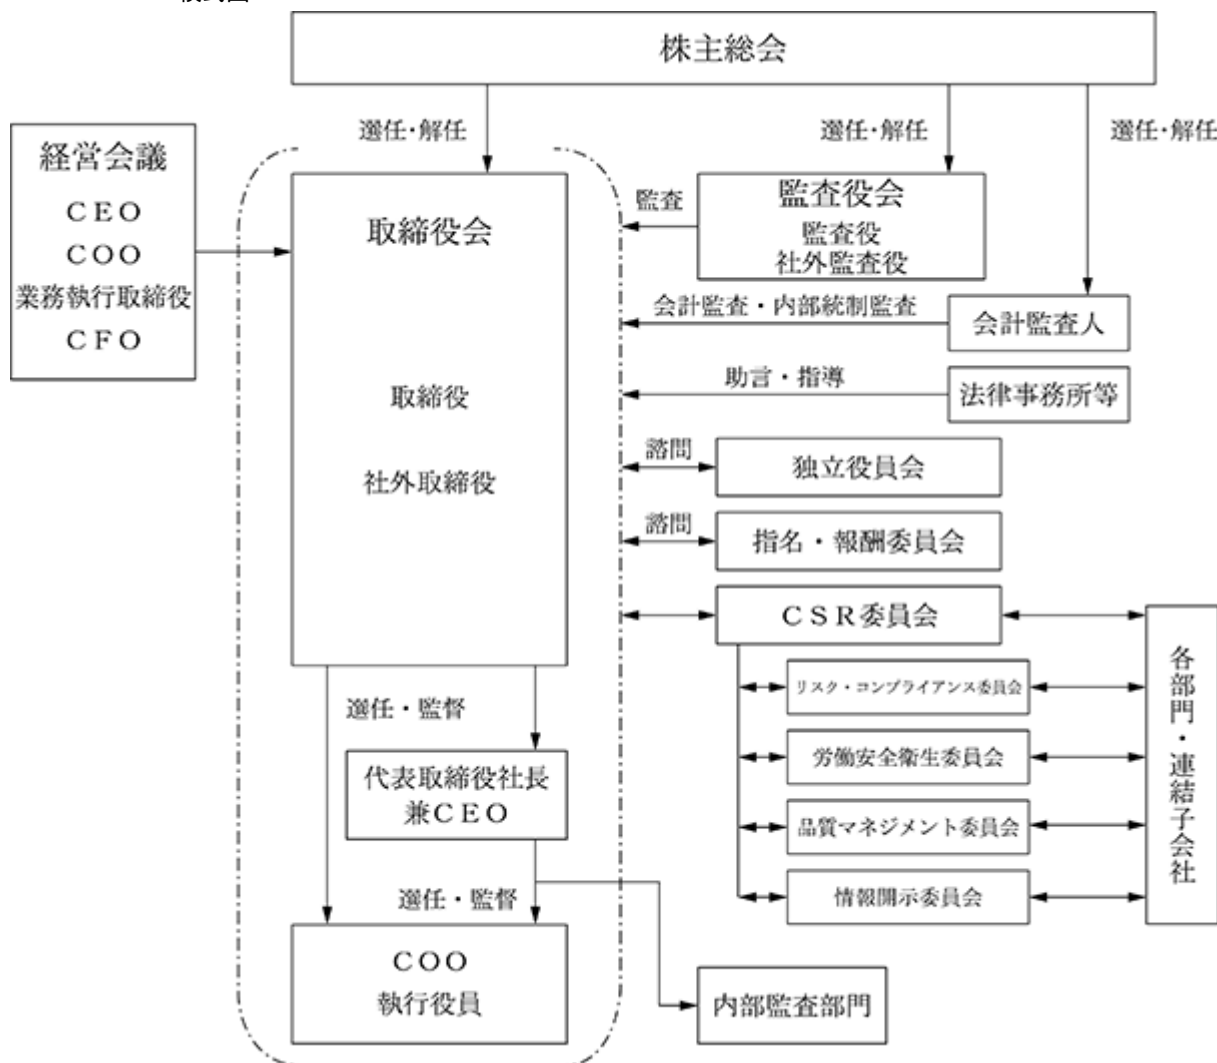 株主総会
選任・解任
選任・解任
選任・解任
経営会議
ＣＥＯ
ＣＯＯ
業務執行取締役
ＣＦＯ
取締役会
取締役
社外取締役
監査
監査役会
監査役
社外監査役
会計監査・内部統制監査
会計監査人
助言・指導
法律事務所等
諮問
独立役員会
諮問
指名・報酬委員会
ＣＳＲ委員会
リスク・コンプライアンス委員会
労働安全衛生委員会
品質マネジメント委員会
情報開示委員会
各部門・連結子会社
選任・監督
代表取締役社長
兼ＣＥＯ
選任・監督
ＣＯＯ
執行役員
内部監査部門